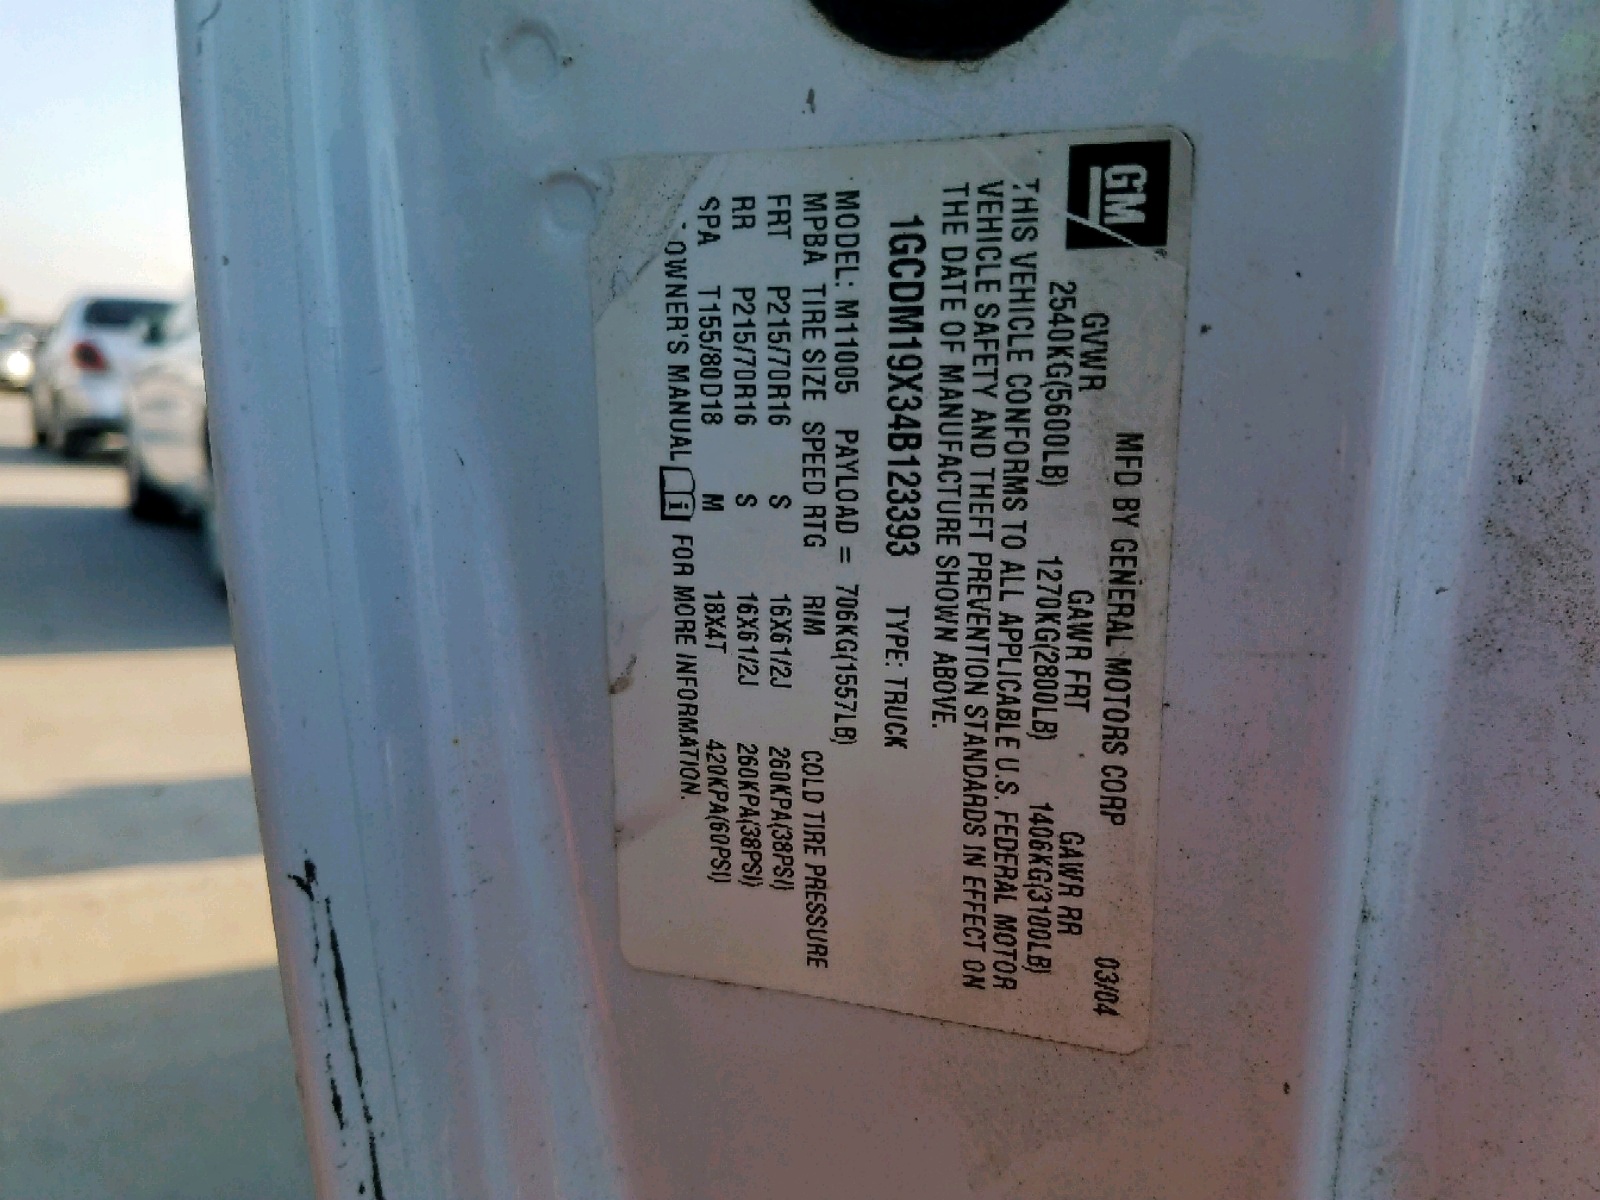 GM
MFD BY GENERAL MOTORS CORP 03/04
GVWR GAWR FRT GAWR RR
2540KG(5600LB) 1270KG(2800LB) 1406KG(3100LB)
THIS VEHICLE CONFORMS TO ALL APPLICABLE U.S. FEDERAL MOTOR
VEHICLE SAFETY AND THEFT PREVENTION STANDARDS IN EFFECT ON
THE DATE OF MANUFACTURE SHOWN ABOVE.
1GCDM19X34B123393 TYPE: TRUCK
MODEL: M11005 PAYLOAD = 706KG(1557LB)
MPBA TIRE SIZE SPEED RTG RIM COLD TIRE PRESSURE
FRT P215/70R16 S 16X61/2J 260KPA(38PSI)
RR P215/70R16 S 16X61/2J 260KPA(38PSI)
SPA T155/80D18 M 18X4T 420KPA(60PSI)
OWNER'S MANUAL i FOR MORE INFORMATION.